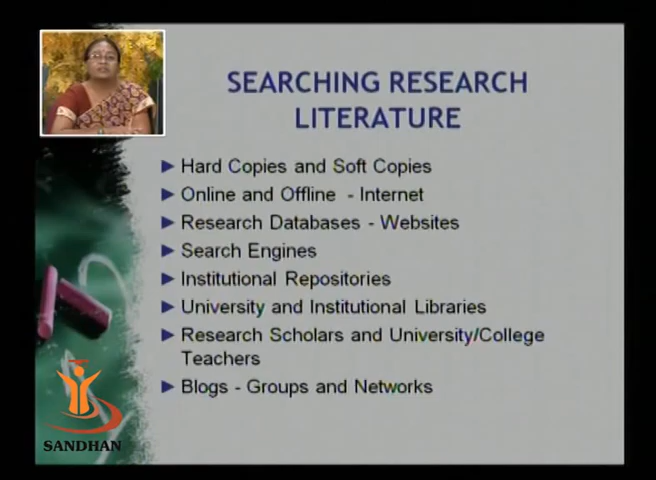 SEARCHING RESEARCH
LITERATURE
Hard Copies and Soft Copies
Online and Offline - Internet
Research Databases - Websites
Search Engines
Institutional Repositories
University and Institutional Libraries
Research Scholars and University/College
Teachers
Blogs - Groups and Networks
SANDHAN